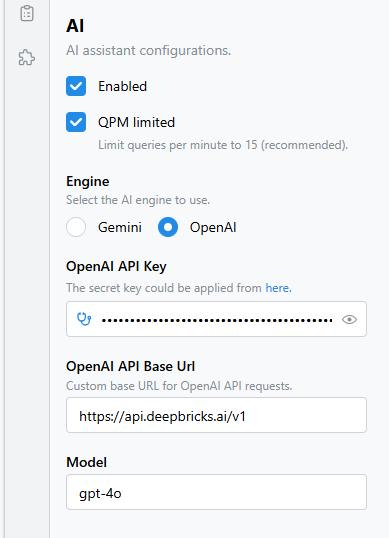 AI
AI assistant configurations.
Enabled
QPM limited
Limit queries per minute to 15 (recommended).
Engine
Select the AI engine to use.
Gemini OpenAI
OpenAI API Key
The secret key could be applied from here.
••••••••••••••••••••••••••••••••••••••••
OpenAI API Base Url
Custom base URL for OpenAI API requests.
https://api.deepbricks.ai/v1
Model
gpt-4o